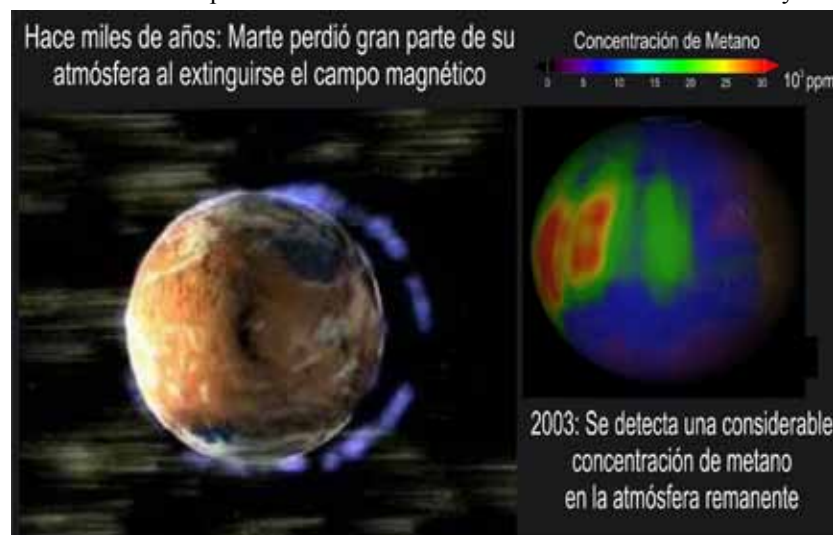 Hace miles de años: Marte perdió gran parte de su
atmósfera al extinguirse el campo magnético
Concentración de Metano
0 5 10 15 20 25 30 10³ ppm
2003: Se detecta una considerable
concentración de metano
en la atmósfera remanente